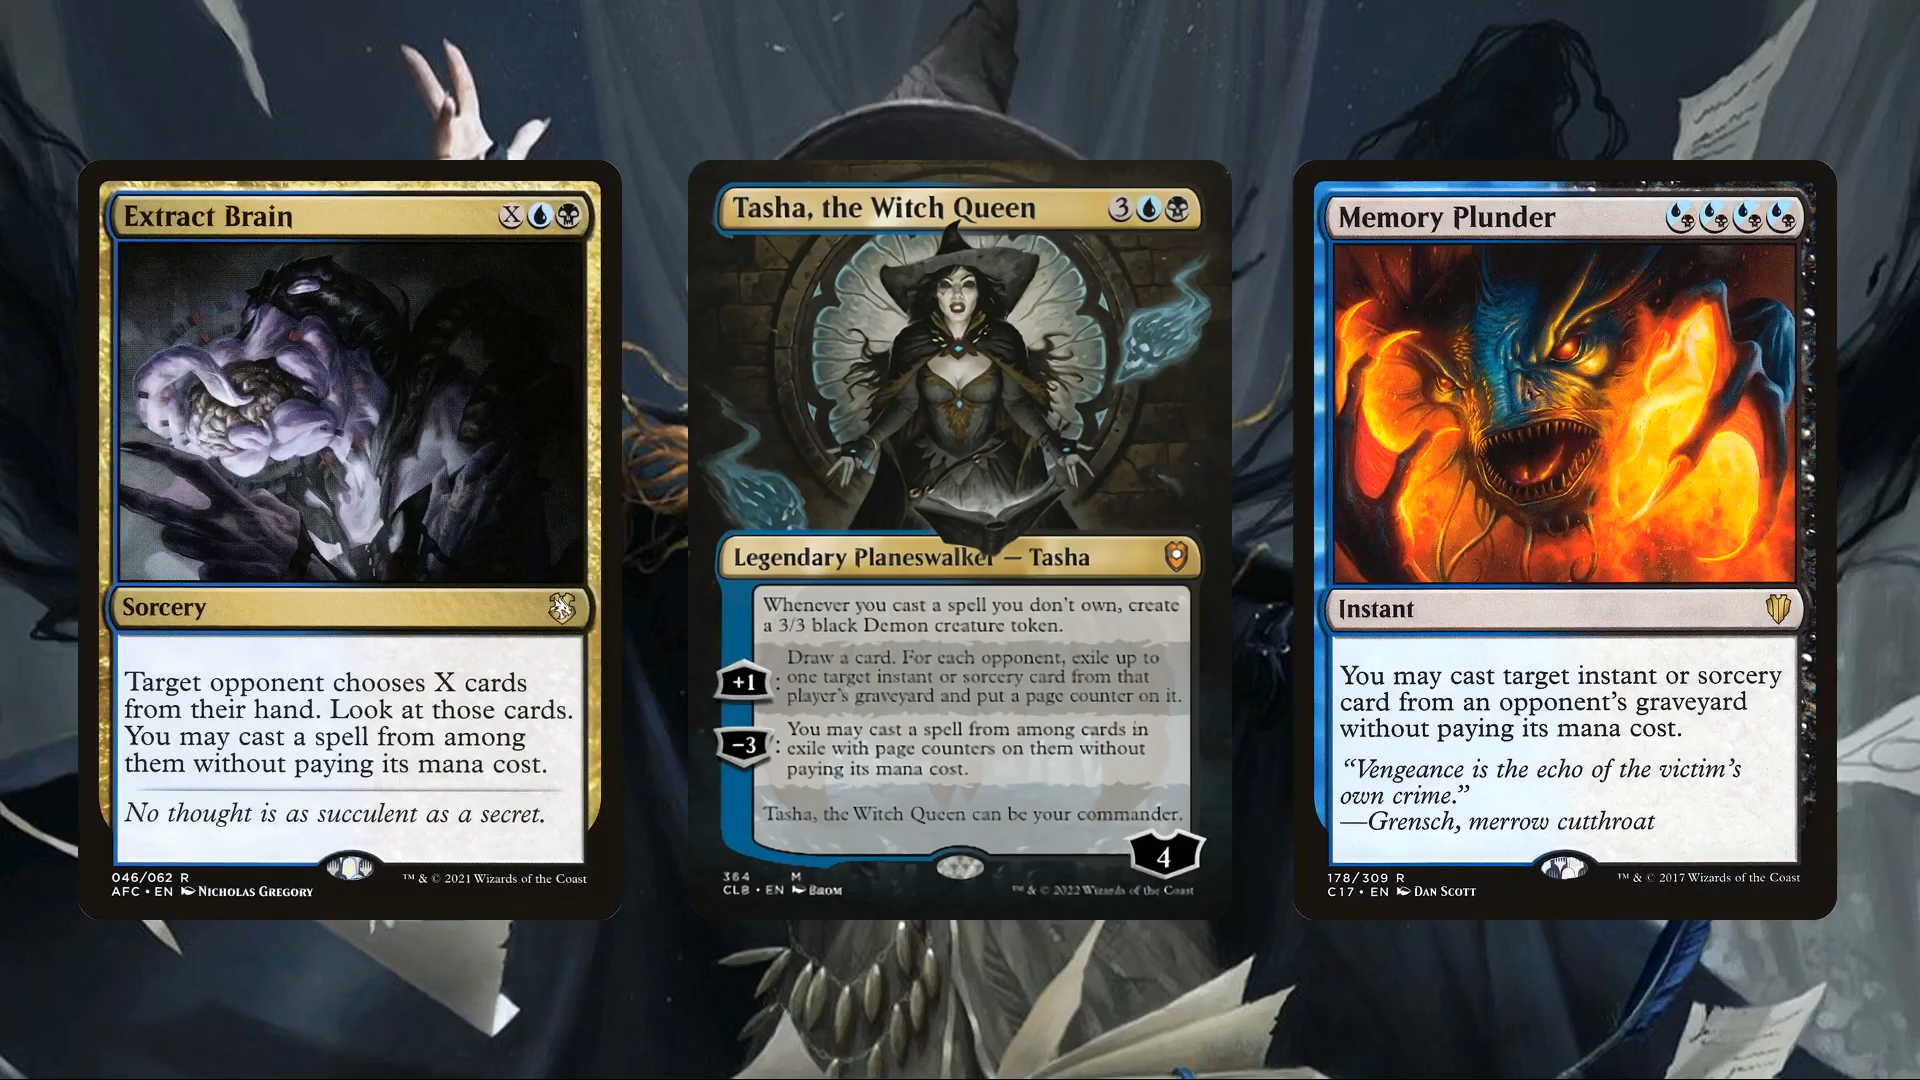 Extract Brain X
Sorcery
Target opponent chooses X cards
from their hand. Look at those cards.
You may cast a spell from among
them without paying its mana cost.
No thought is as succulent as a secret.
046/062 R
AFC • EN Nicholas Gregory
™ & © 2021 Wizards of the Coast
Tasha, the Witch Queen 3
Legendary Planeswalker — Tasha
Whenever you cast a spell you don't own, create
a 3/3 black Demon creature token.
+1: Draw a card. For each opponent, exile up to
one target instant or sorcery card from that
player's graveyard and put a page counter on it.
−3: You may cast a spell from among cards in
exile with page counters on them without
paying its mana cost.
Tasha, the Witch Queen can be your commander.
4
364 M
CLB • EN Brom
™ & © 2022 Wizards of the Coast
Memory Plunder
Instant
You may cast target instant or sorcery
card from an opponent's graveyard
without paying its mana cost.
"Vengeance is the echo of the victim's
own crime."
—Grensch, merrow cutthroat
178/309 R
C17 • EN Dan Scott
™ & © 2017 Wizards of the Coast